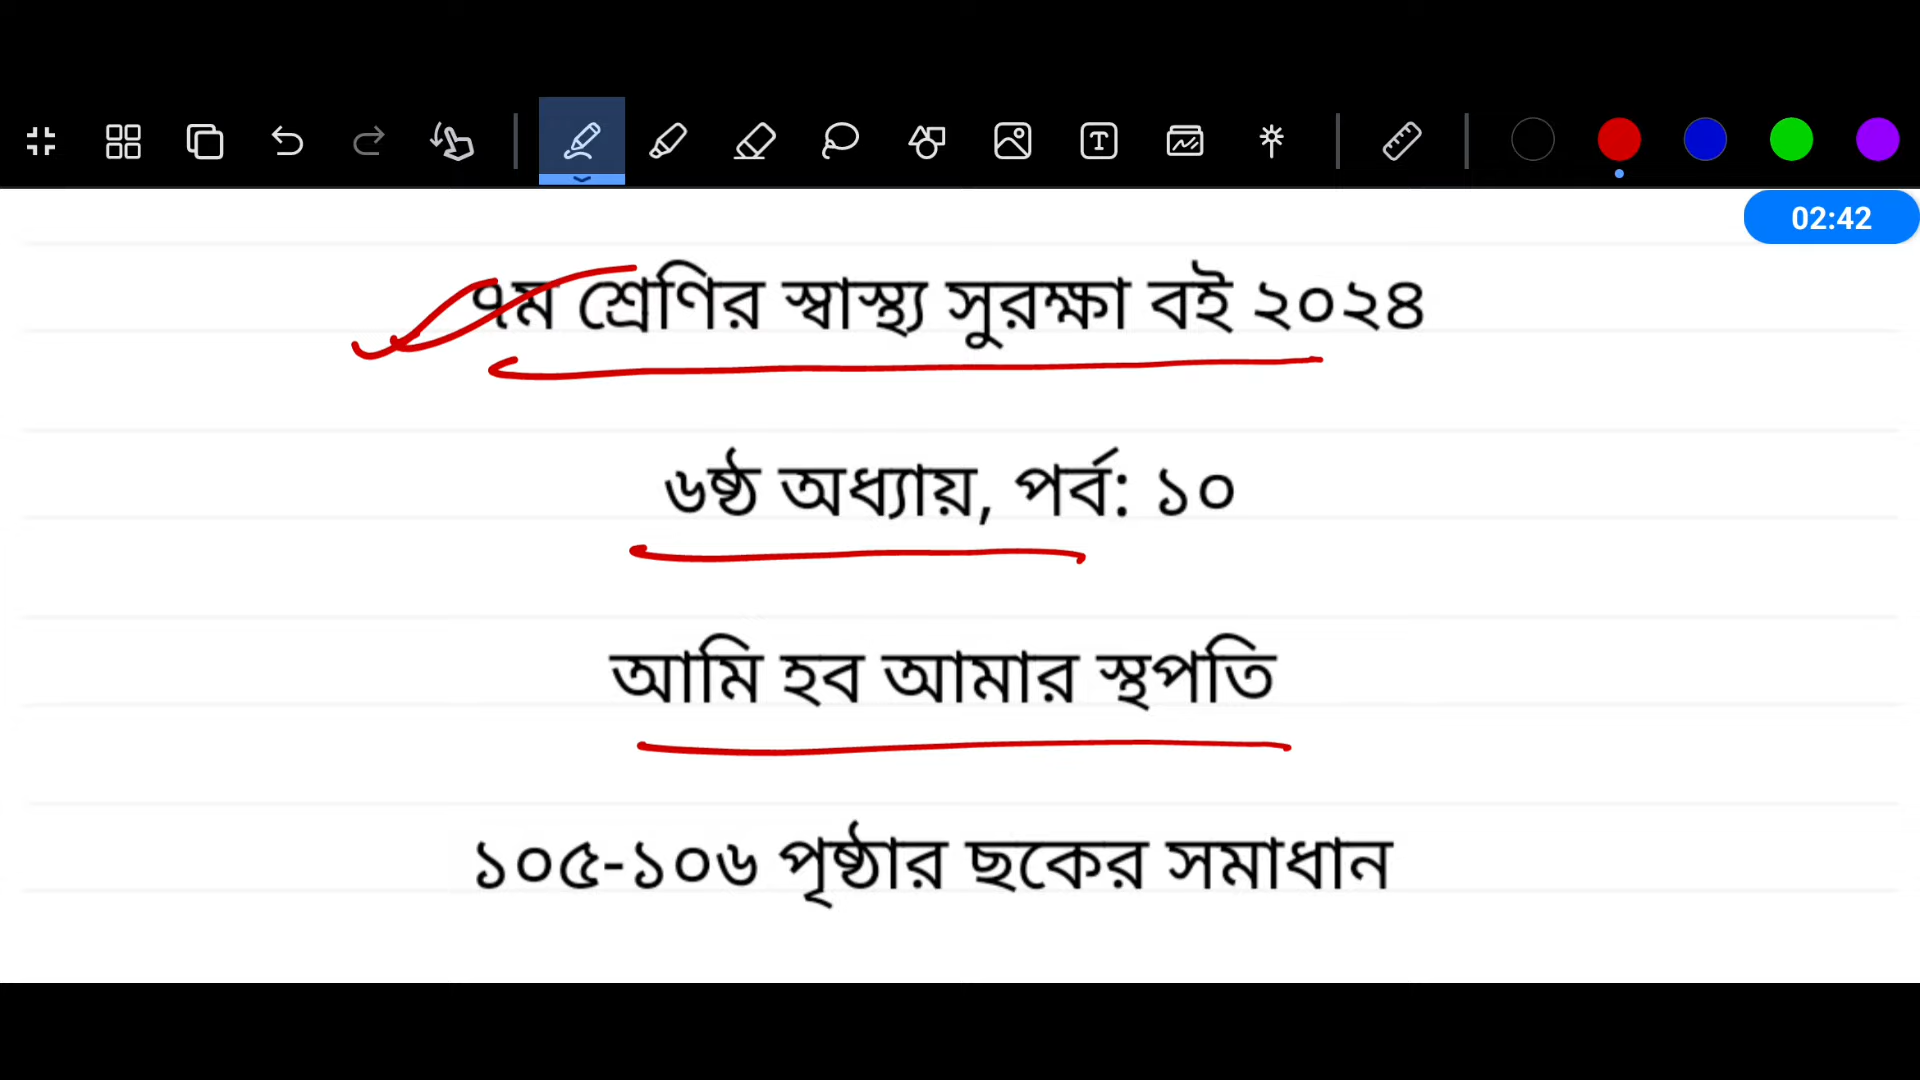 02:42
৭ম শ্রেণির স্বাস্থ্য সুরক্ষা বই ২০২৪
৬ষ্ঠ অধ্যায়, পর্ব: ১০
আমি হব আমার স্থপতি
১০৫-১০৬ পৃষ্ঠার ছকের সমাধান